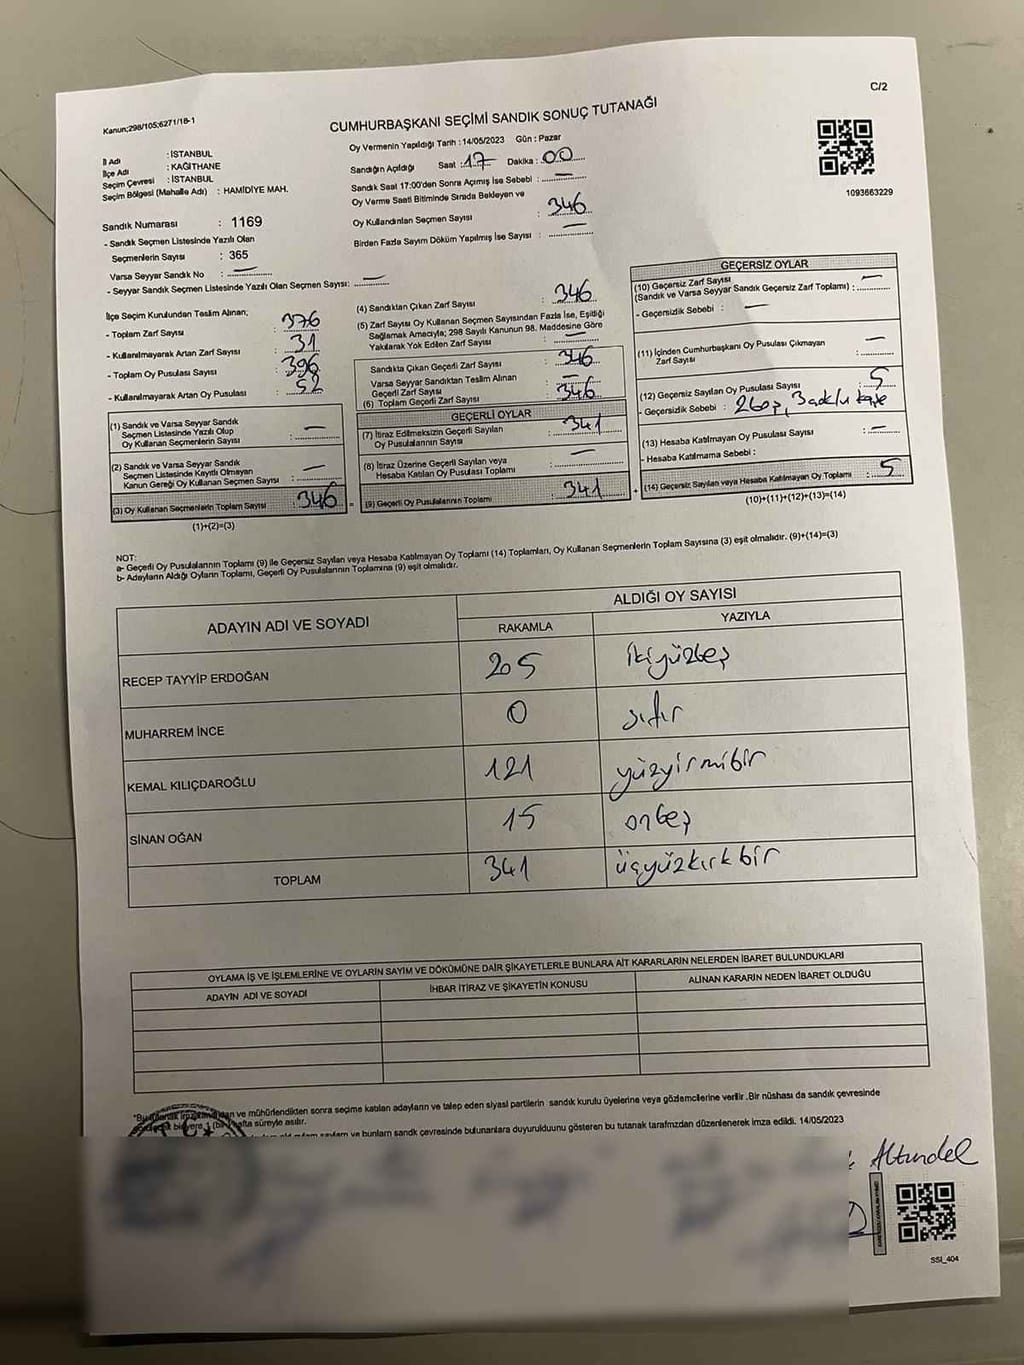 C/2
Kanun;298/105;6271/18-1
CUMHURBAŞKANI SEÇİMİ SANDIK SONUÇ TUTANAĞI
Oy Vermenin Yapıldığı Tarih : 14/05/2023 Gün : Pazar
İl Adı : İSTANBUL
İlçe Adı : KAĞITHANE
Seçim Çevresi : İSTANBUL
Seçim Bölgesi (Mahalle Adı) : HAMİDİYE MAH.
Sandığın Açıldığı Saat : 17 Dakika : 00
Sandık Saat 17:00'den Sonra Açılmış İse Sebebi : —
Oy Verme Saati Bitiminde Sırada Bekleyen ve
Oy Kullandırılan Seçmen Sayısı : 346
Birden Fazla Sayım Döküm Yapılmış İse Sayısı : —
1093663229
Sandık Numarası : 1169
- Sandık Seçmen Listesinde Yazılı Olan
Seçmenlerin Sayısı : 365
Varsa Seyyar Sandık No : —
- Seyyar Sandık Seçmen Listesinde Yazılı Olan Seçmen Sayısı: —
İlçe Seçim Kurulundan Teslim Alınan;
- Toplam Zarf Sayısı : 376
- Kullanılmayarak Artan Zarf Sayısı : 31
- Toplam Oy Pusulası Sayısı : 396
- Kullanılmayarak Artan Oy Pusulası : 52
(1) Sandık ve Varsa Seyyar Sandık
Seçmen Listesinde Yazılı Olup
Oy Kullanan Seçmenlerin Sayısı : —
(2) Sandık ve Varsa Seyyar Sandık
Seçmen Listesinde Kayıtlı Olmayan
Kanun Gereği Oy Kullanan Seçmen Sayısı : —
(3) Oy Kullanan Seçmenlerin Toplam Sayısı : 346
(1)+(2)=(3)
(4) Sandıktan Çıkan Zarf Sayısı : 346
(5) Zarf Sayısı Oy Kullanan Seçmen Sayısından Fazla İse, Eşitliği
Sağlamak Amacıyla; 298 Sayılı Kanunun 98. Maddesine Göre
Yakılarak Yok Edilen Zarf Sayısı : —
Sandıkta Çıkan Geçerli Zarf Sayısı : 346
Varsa Seyyar Sandıktan Teslim Alınan
Geçerli Zarf Sayısı : —
(6) Toplam Geçerli Zarf Sayısı : 346
GEÇERLİ OYLAR
(7) İtiraz Edilmeksizin Geçerli Sayılan
Oy Pusulalarının Sayısı : 341
(8) İtiraz Üzerine Geçerli Sayılan veya
Hesaba Katılan Oy Pusulası Toplamı : —
(9) Geçerli Oy Pusulalarının Toplamı : 341
GEÇERSİZ OYLAR
(10) Geçersiz Zarf Sayısı
(Sandık ve Varsa Seyyar Sandık Geçersiz Zarf Toplamı) : —
- Geçersizlik Sebebi : —
(11) İçinden Cumhurbaşkanı Oy Pusulası Çıkmayan
Zarf Sayısı : —
(12) Geçersiz Sayılan Oy Pusulası Sayısı : 5
- Geçersizlik Sebebi :
(13) Hesaba Katılmayan Oy Pusulası Sayısı : —
- Hesaba Katılmama Sebebi :
(14) Geçersiz Sayılan veya Hesaba Katılmayan Oy Toplamı : 5
(10)+(11)+(12)+(13)=(14)
NOT:
a- Geçerli Oy Pusulalarının Toplamı (9) ile Geçersiz Sayılan veya Hesaba Katılmayan Oy Toplamı (14) Toplamları, Oy Kullanan Seçmenlerin Toplam Sayısına (3) eşit olmalıdır. (9)+(14)=(3)
b- Adayların Aldığı Oyların Toplamı, Geçerli Oy Pusulalarının Toplamına (9) eşit olmalıdır.
ADAYIN ADI VE SOYADI ALDIĞI OY SAYISI
RAKAMLA YAZIYLA
RECEP TAYYİP ERDOĞAN 205 ikiyüzbeş
MUHARREM İNCE 0 sıfır
KEMAL KILIÇDAROĞLU 121 yüzyirmibir
SİNAN OĞAN 15 onbeş
TOPLAM 341 üçyüzkırkbir
OYLAMA İŞ VE İŞLEMLERİNE VE OYLARIN SAYIM VE DÖKÜMÜNE DAİR ŞİKAYETLERLE BUNLARA AİT KARARLARIN NELERDEN İBARET BULUNDUKLARI
ADAYIN ADI VE SOYADI İHBAR İTİRAZ VE ŞİKAYETİN KONUSU ALINAN KARARIN NEDEN İBARET OLDUĞU
ve mühürlendikten sonra seçime katılan adayların ve talep eden siyasi partilerin sandık kurulu üyelerine veya gözlemcilerine verilir .Bir nüshası da sandık çevresinde
süreyle asılır.
ve bunların sandık çevresinde bulunanlara duyurulduunu gösteren bu tutanak tarafımızdan düzenlenerek imza edildi. 14/05/2023
Altundel
SSI_404